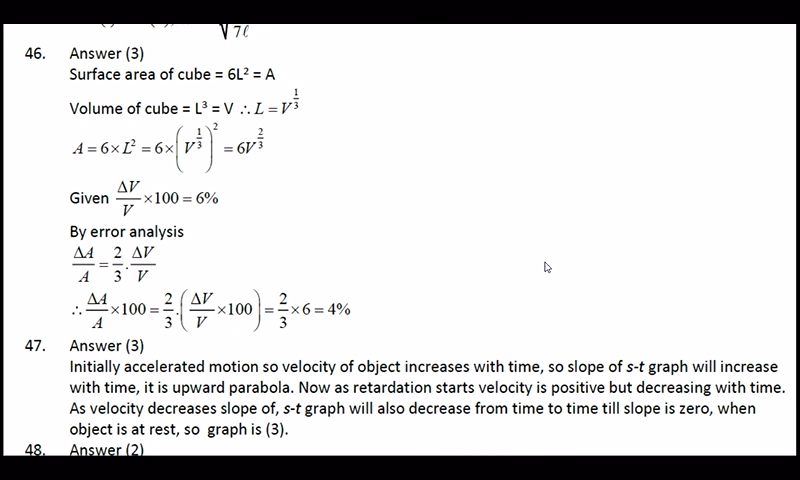 √7ℓ
46. Answer (3)
Surface area of cube = 6L² = A
Volume of cube = L³ = V ∴ L = V^(1/3)
A = 6 × L² = 6 × (V^(1/3))² = 6V^(2/3)
Given ΔV/V × 100 = 6%
By error analysis
ΔA/A = 2/3 . ΔV/V
∴ ΔA/A × 100 = 2/3 . (ΔV/V × 100) = 2/3 × 6 = 4%
47. Answer (3)
Initially accelerated motion so velocity of object increases with time, so slope of s-t graph will increase
with time, it is upward parabola. Now as retardation starts velocity is positive but decreasing with time.
As velocity decreases slope of, s-t graph will also decrease from time to time till slope is zero, when
object is at rest, so graph is (3).
48. Answer (2)